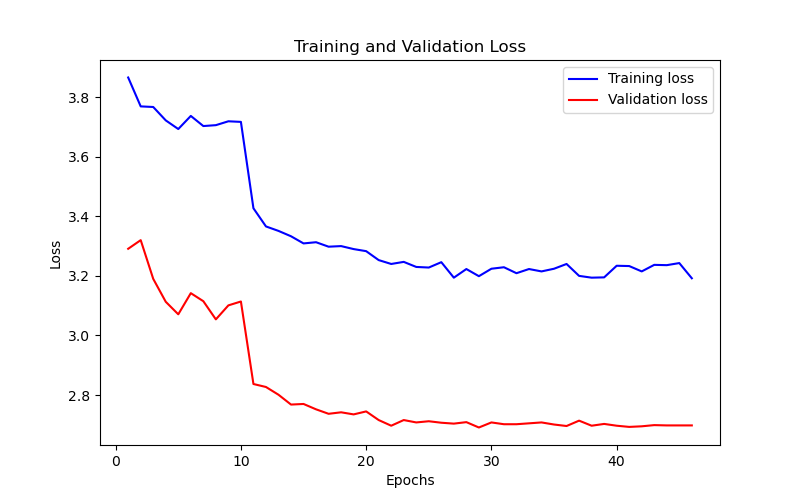 Training and Validation Loss
Training loss
Validation loss
3.8
3.6
3.4
3.2
3.0
2.8
Loss
0
10
20
30
40
Epochs